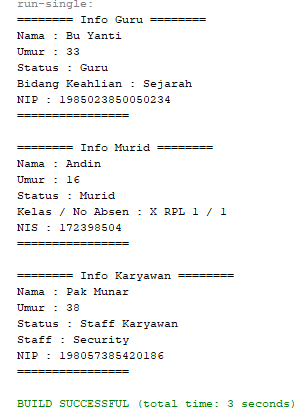 run-single:
======== Info Guru ========
Nama : Bu Yanti
Umur : 33
Status : Guru
Bidang Keahlian : Sejarah
NIP : 1985023850050234
================
======== Info Murid ========
Nama : Andin
Umur : 16
Status : Murid
Kelas / No Absen : X RPL 1 / 1
NIS : 172398504
================
======== Info Karyawan ========
Nama : Pak Munar
Umur : 38
Status : Staff Karyawan
Staff : Security
NIP : 198057385420186
================
BUILD SUCCESSFUL (total time: 3 seconds)